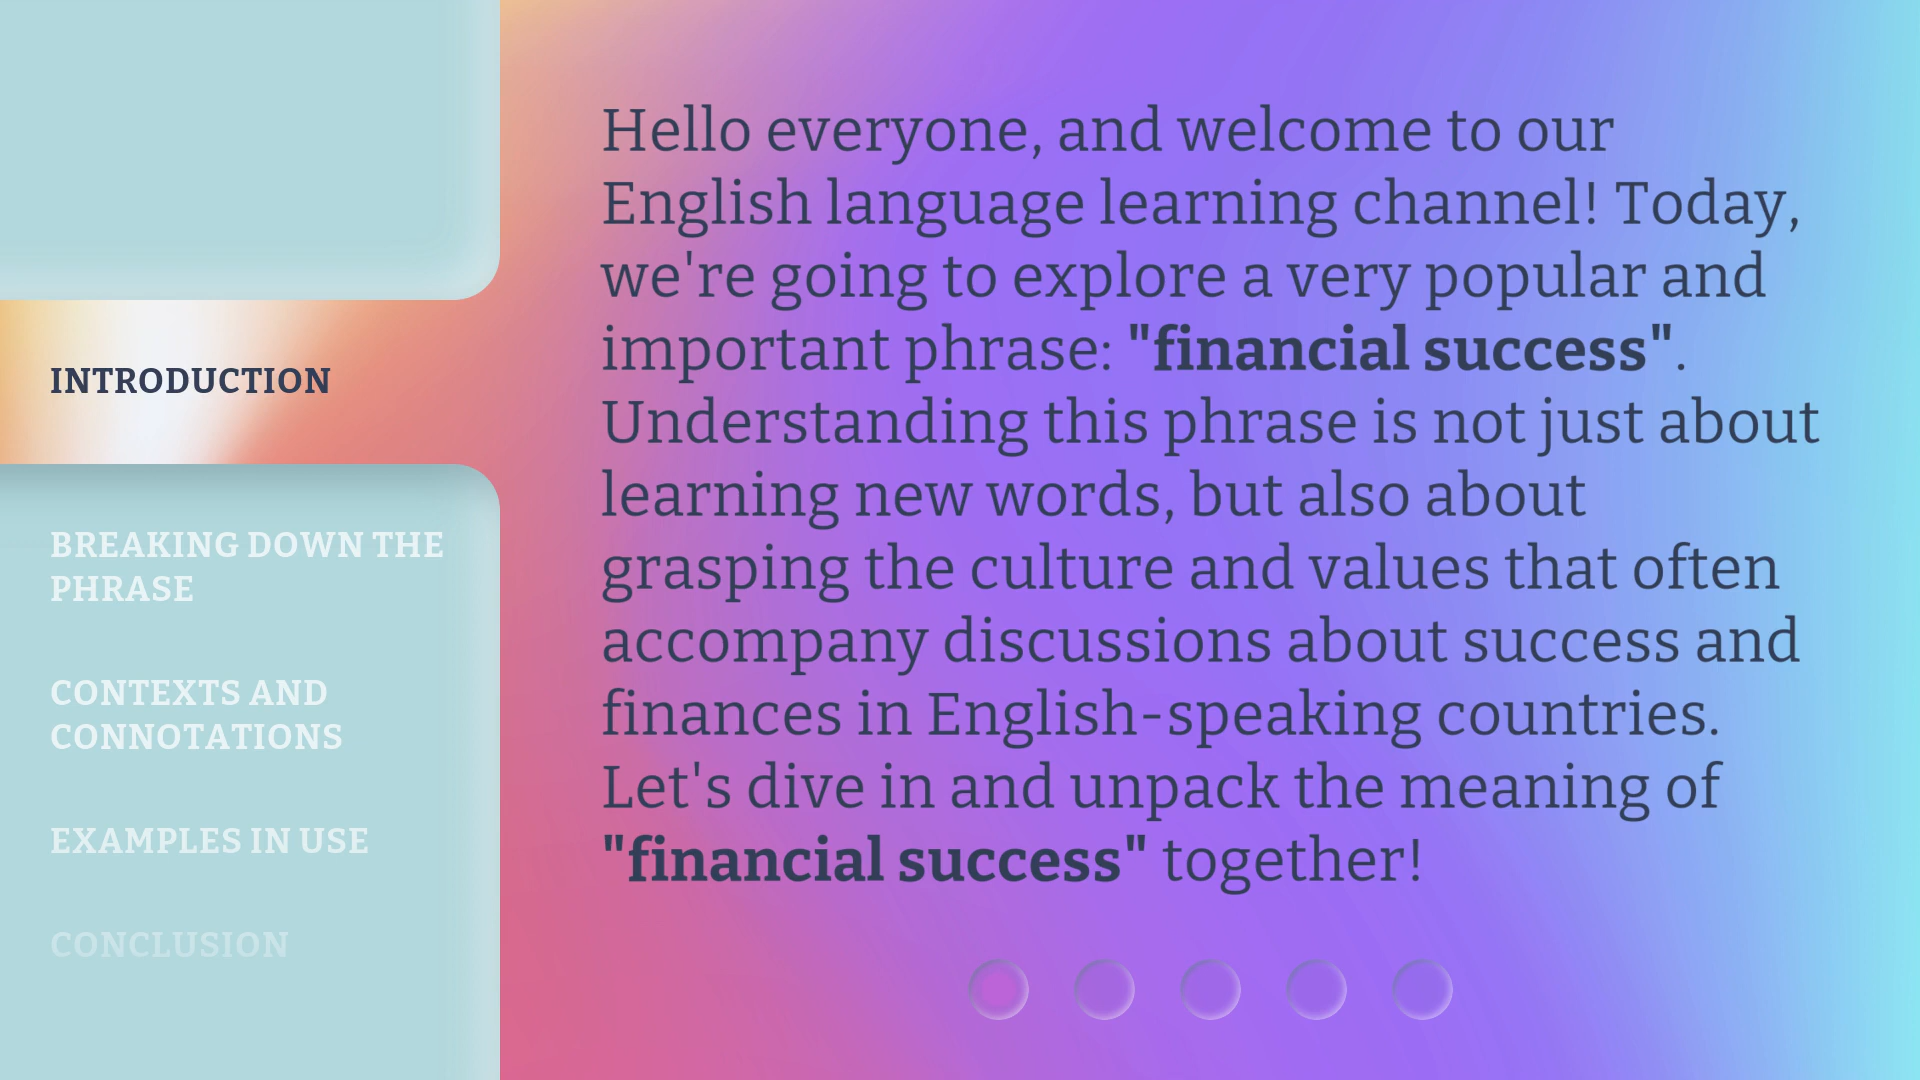 INTRODUCTION
BREAKING DOWN THE
PHRASE
CONTEXTS AND
CONNOTATIONS
EXAMPLES IN USE
CONCLUSION
Hello everyone, and welcome to our
English language learning channel! Today,
we're going to explore a very popular and
important phrase: "financial success".
Understanding this phrase is not just about
learning new words, but also about
grasping the culture and values that often
accompany discussions about success and
finances in English-speaking countries.
Let's dive in and unpack the meaning of
"financial success" together!